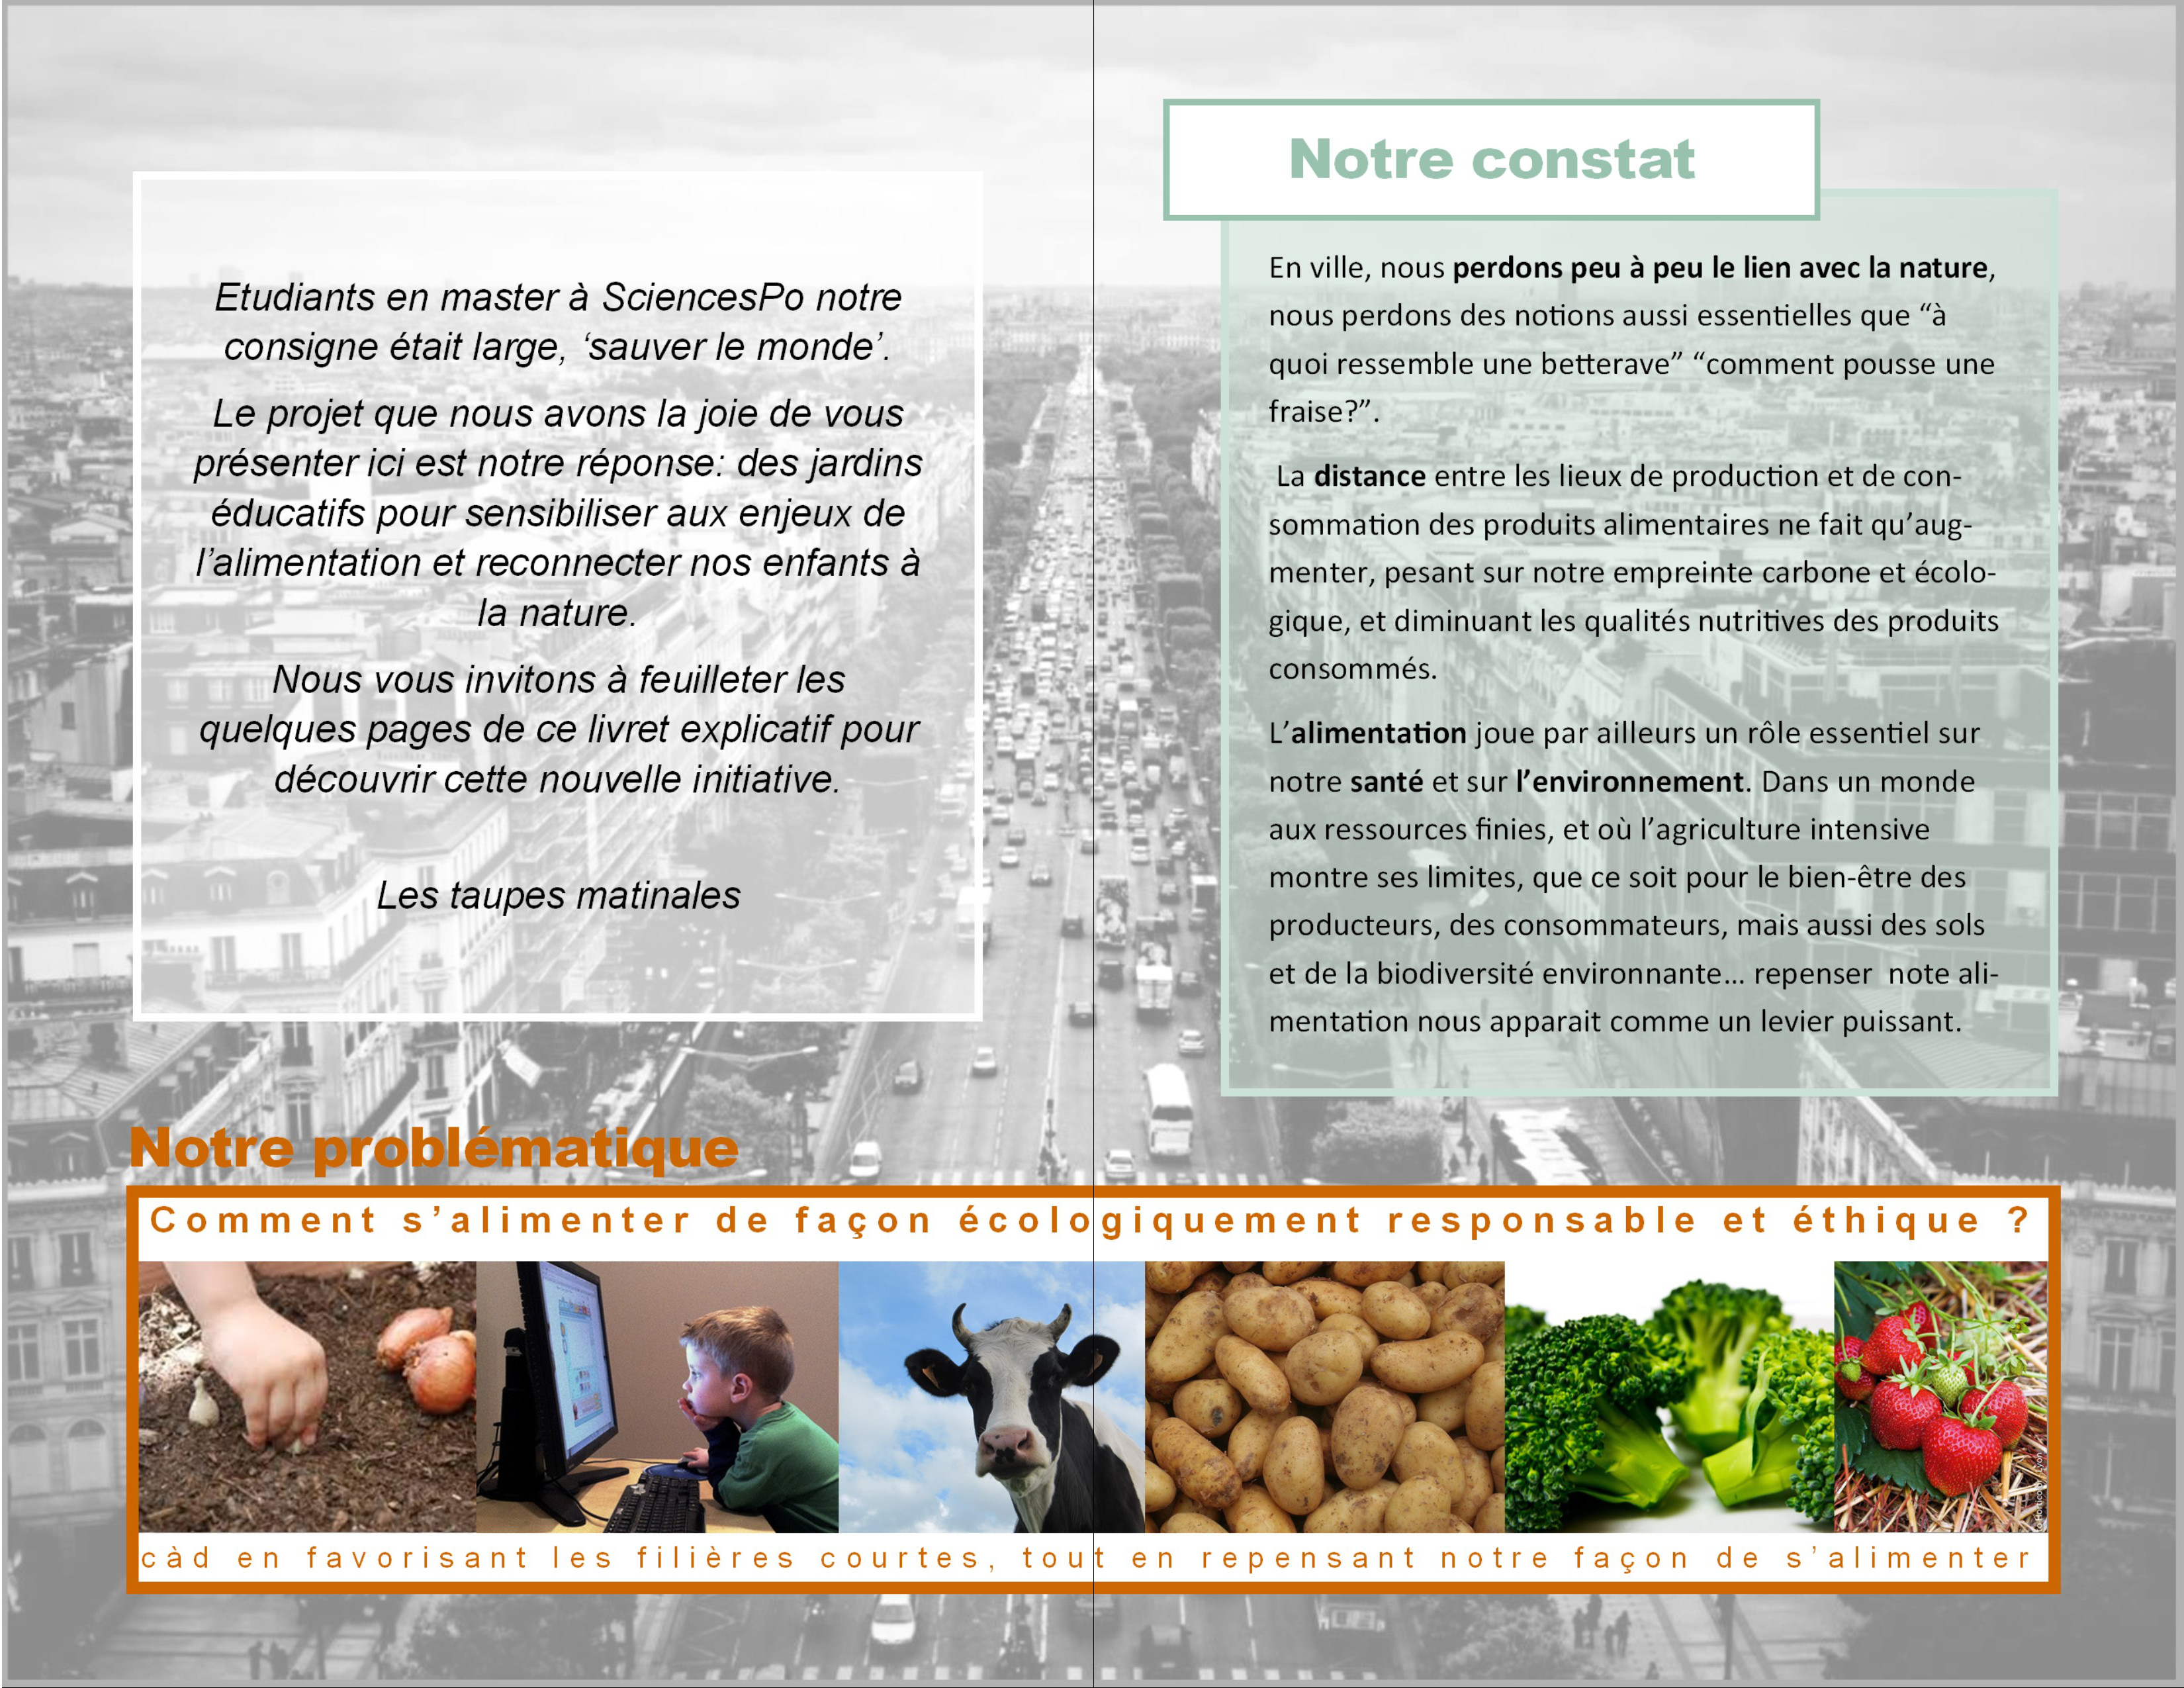 Etudiants en master à SciencesPo notre
consigne était large, ‘sauver le monde’.
Le projet que nous avons la joie de vous
présenter ici est notre réponse: des jardins
éducatifs pour sensibiliser aux enjeux de
l’alimentation et reconnecter nos enfants à
la nature.
Nous vous invitons à feuilleter les
quelques pages de ce livret explicatif pour
découvrir cette nouvelle initiative.
Les taupes matinales
Notre constat
En ville, nous perdons peu à peu le lien avec la nature,
nous perdons des notions aussi essentielles que “à
quoi ressemble une betterave” “comment pousse une
fraise?”.
La distance entre les lieux de production et de con-
sommation des produits alimentaires ne fait qu’aug-
menter, pesant sur notre empreinte carbone et écolo-
gique, et diminuant les qualités nutritives des produits
consommés.
L’alimentation joue par ailleurs un rôle essentiel sur
notre santé et sur l’environnement. Dans un monde
aux ressources finies, et où l’agriculture intensive
montre ses limites, que ce soit pour le bien-être des
producteurs, des consommateurs, mais aussi des sols
et de la biodiversité environnante… repenser  note ali-
mentation nous apparait comme un levier puissant.
Notre problématique
Comment s’alimenter de façon écologiquement responsable et éthique ?
càd en favorisant les filières courtes, tout en repensant notre façon de s’alimenter